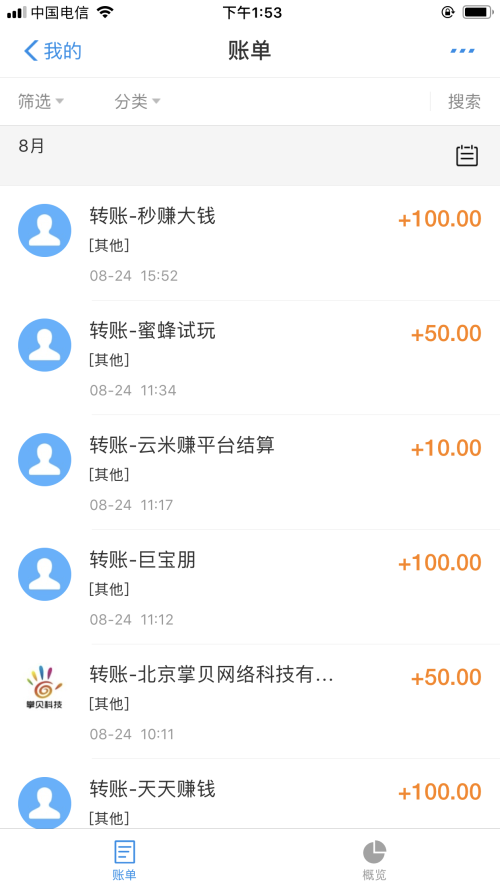 中国电信 下午1:53
我的 账单
筛选 分类 搜索
8月
转账-秒赚大钱 +100.00
[其他]
08-24 15:52
转账-蜜蜂试玩 +50.00
[其他]
08-24 11:34
转账-云米赚平台结算 +10.00
[其他]
08-24 11:17
转账-巨宝朋 +100.00
[其他]
08-24 11:12
转账-北京掌贝网络科技有... +50.00
掌贝科技
[其他]
08-24 10:11
转账-天天赚钱 +100.00
[其他]
账单 概览